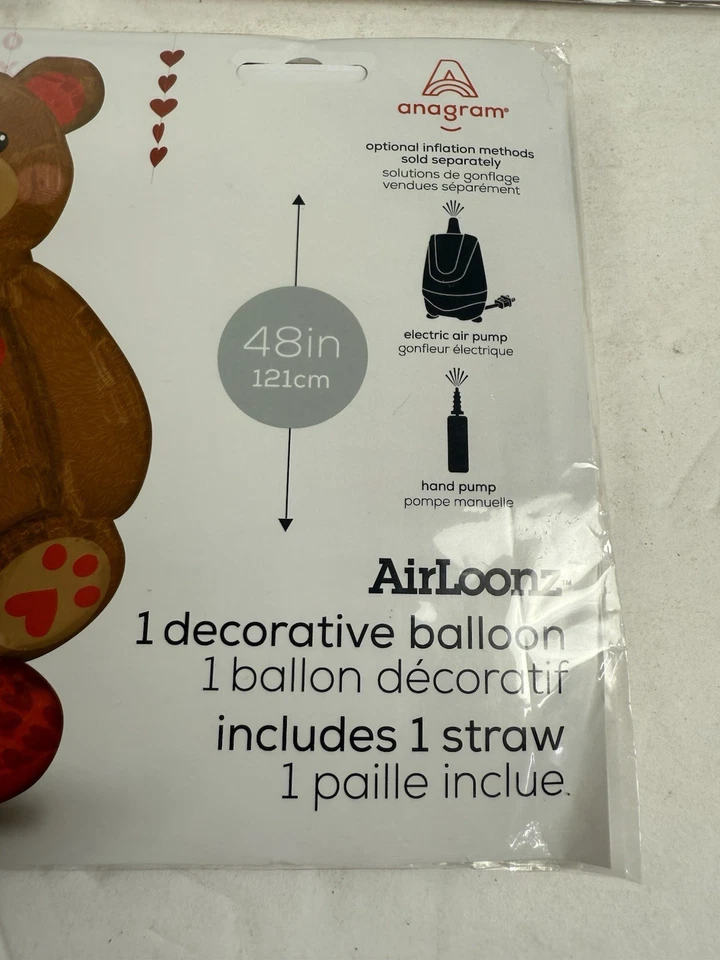 anagram®
optional inflation methods
sold separately
solutions de gonflage
vendues séparément
48in
121cm
electric air pump
gonfleur électrique
hand pump
pompe manuelle
AirLoonz™
1 decorative balloon
1 ballon décoratif
includes 1 straw
1 paille inclue.